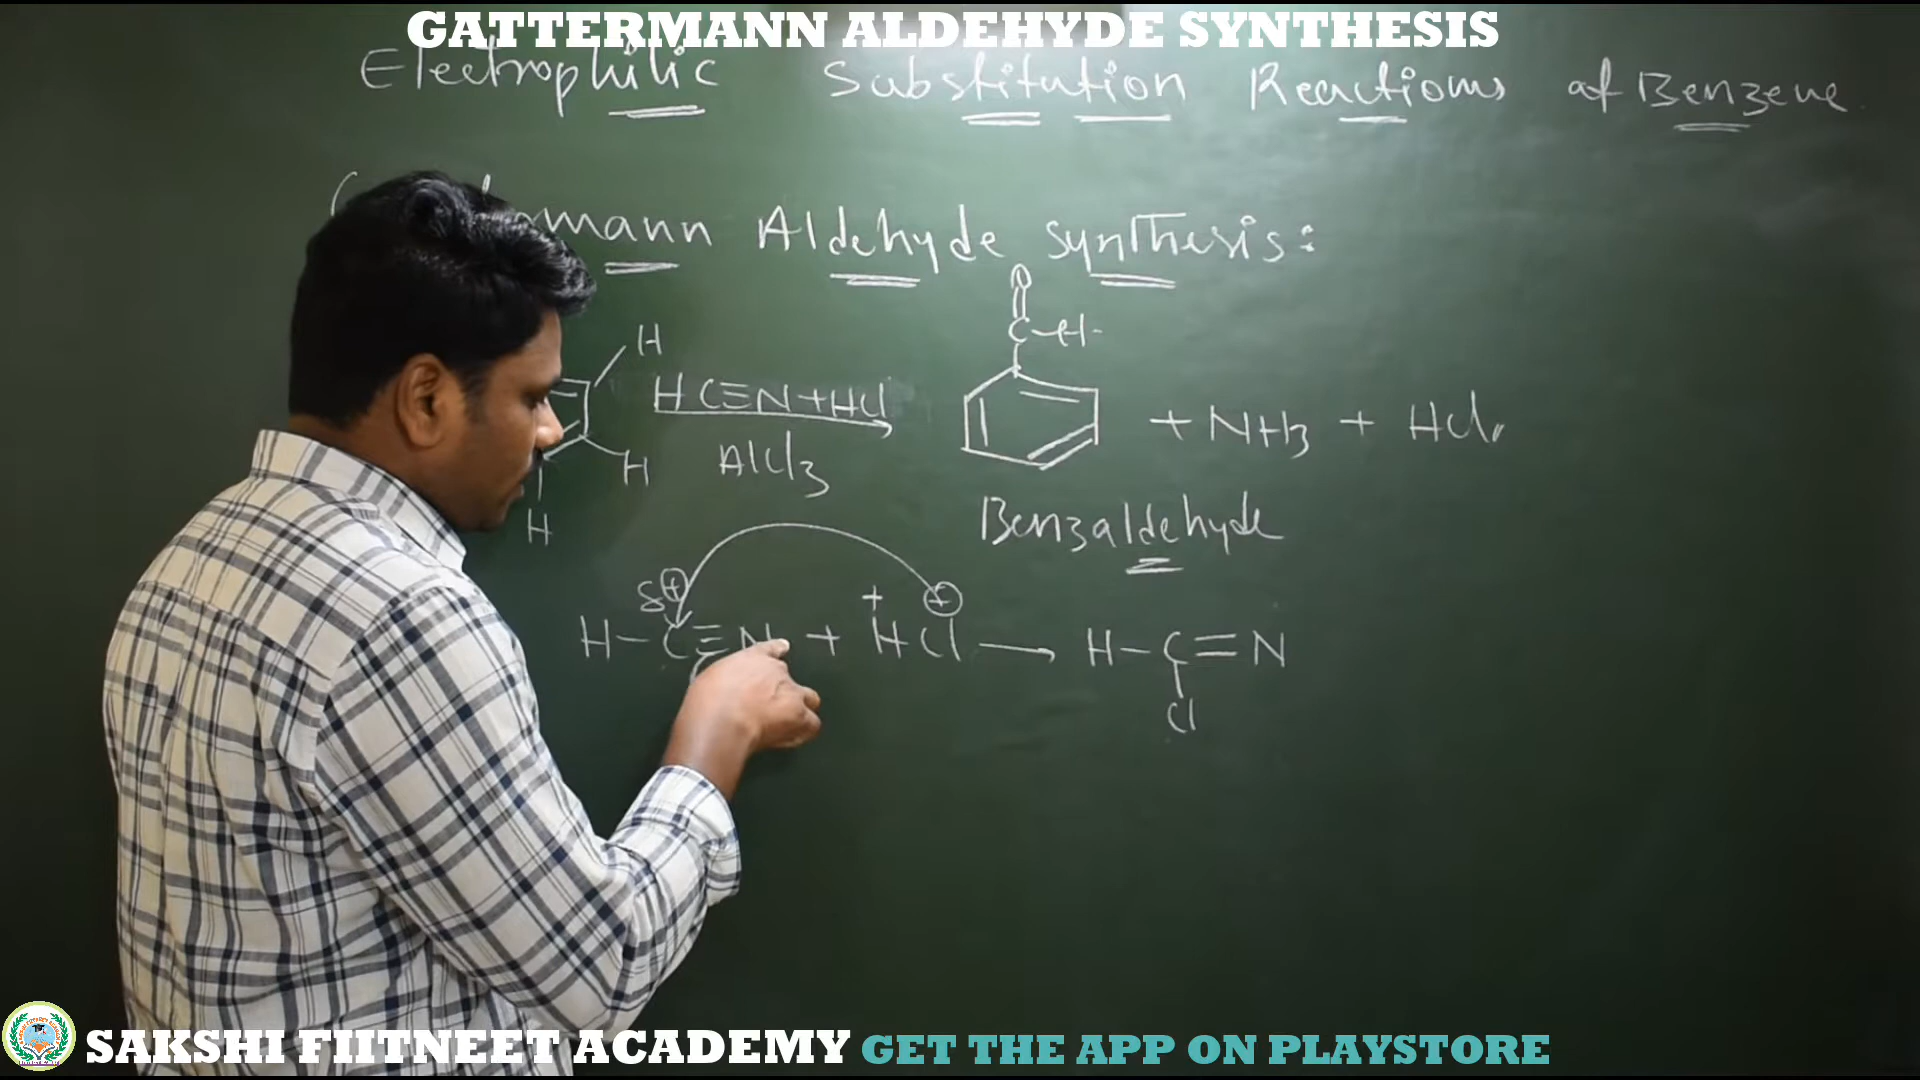 GATTERMANN ALDEHYDE SYNTHESIS
Electrophilic Substitution Reactions of Benzene
mann Aldehyde synthesis:
O
C-H
H
HC≡N+HCl
AlCl3
+ NH3 + HCl
H
H
Benzaldehyde
δ⊕ + ⊕
H-C≡N + HCl → H-C=N
Cl
SAKSHI FIITNEET ACADEMY GET THE APP ON PLAYSTORE